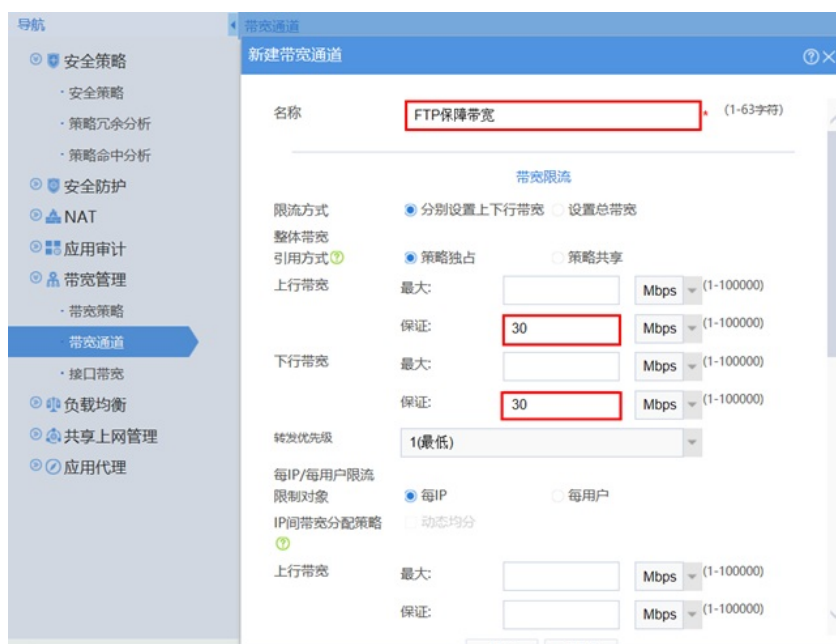 导航
带宽通道
新建带宽通道
安全策略
·安全策略
·策略冗余分析
·策略命中分析
安全防护
NAT
应用审计
带宽管理
·带宽策略
·带宽通道
·接口带宽
负载均衡
共享上网管理
应用代理
名称 FTP保障带宽 * (1-63字符)
带宽限流
限流方式 分别设置上下行带宽 设置总带宽
整体带宽
引用方式 策略独占 策略共享
上行带宽 最大: Mbps (1-100000)
保证: 30 Mbps (1-100000)
下行带宽 最大: Mbps (1-100000)
保证: 30 Mbps (1-100000)
转发优先级 1(最低)
每IP/每用户限流
限制对象 每IP 每用户
IP间带宽分配策略 动态均分
上行带宽 最大: Mbps (1-100000)
保证: Mbps (1-100000)